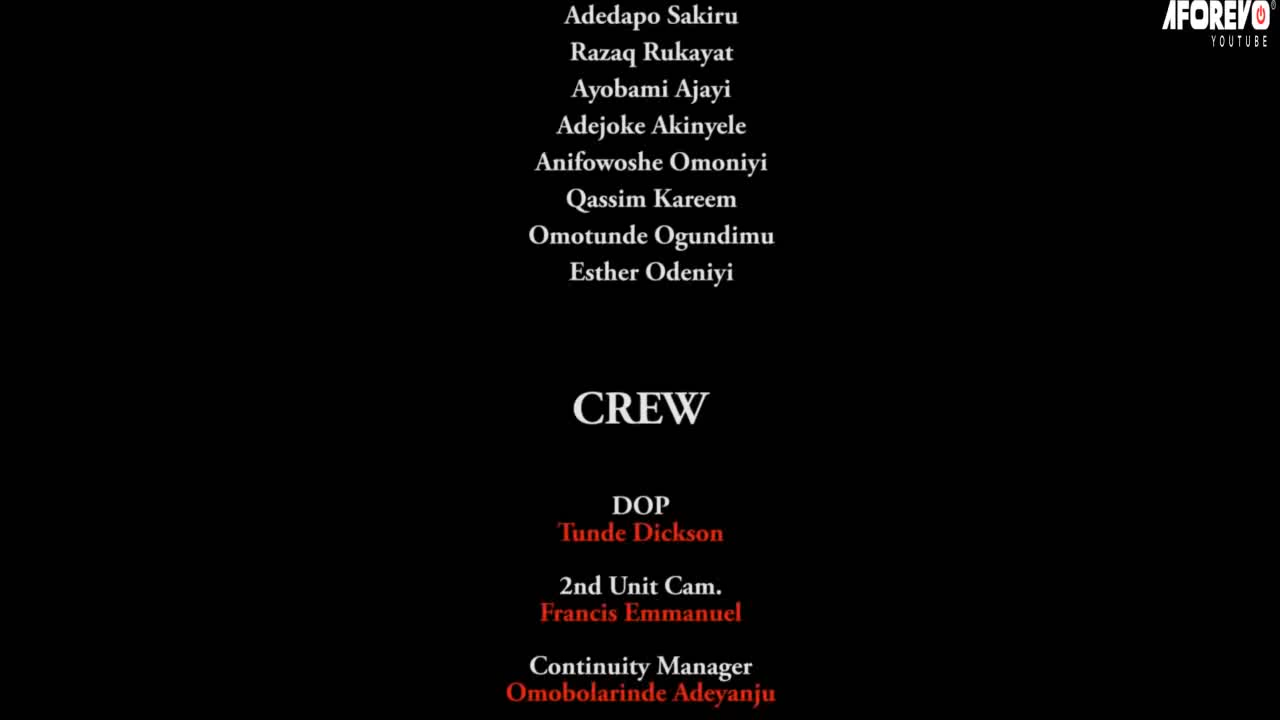 AFOREVO
YOUTUBE
Adedapo Sakiru
Razaq Rukayat
Ayobami Ajayi
Adejoke Akinyele
Anifowoshe Omoniyi
Qassim Kareem
Omotunde Ogundimu
Esther Odeniyi
CREW
DOP
Tunde Dickson
2nd Unit Cam.
Francis Emmanuel
Continuity Manager
Omobolarinde Adeyanju